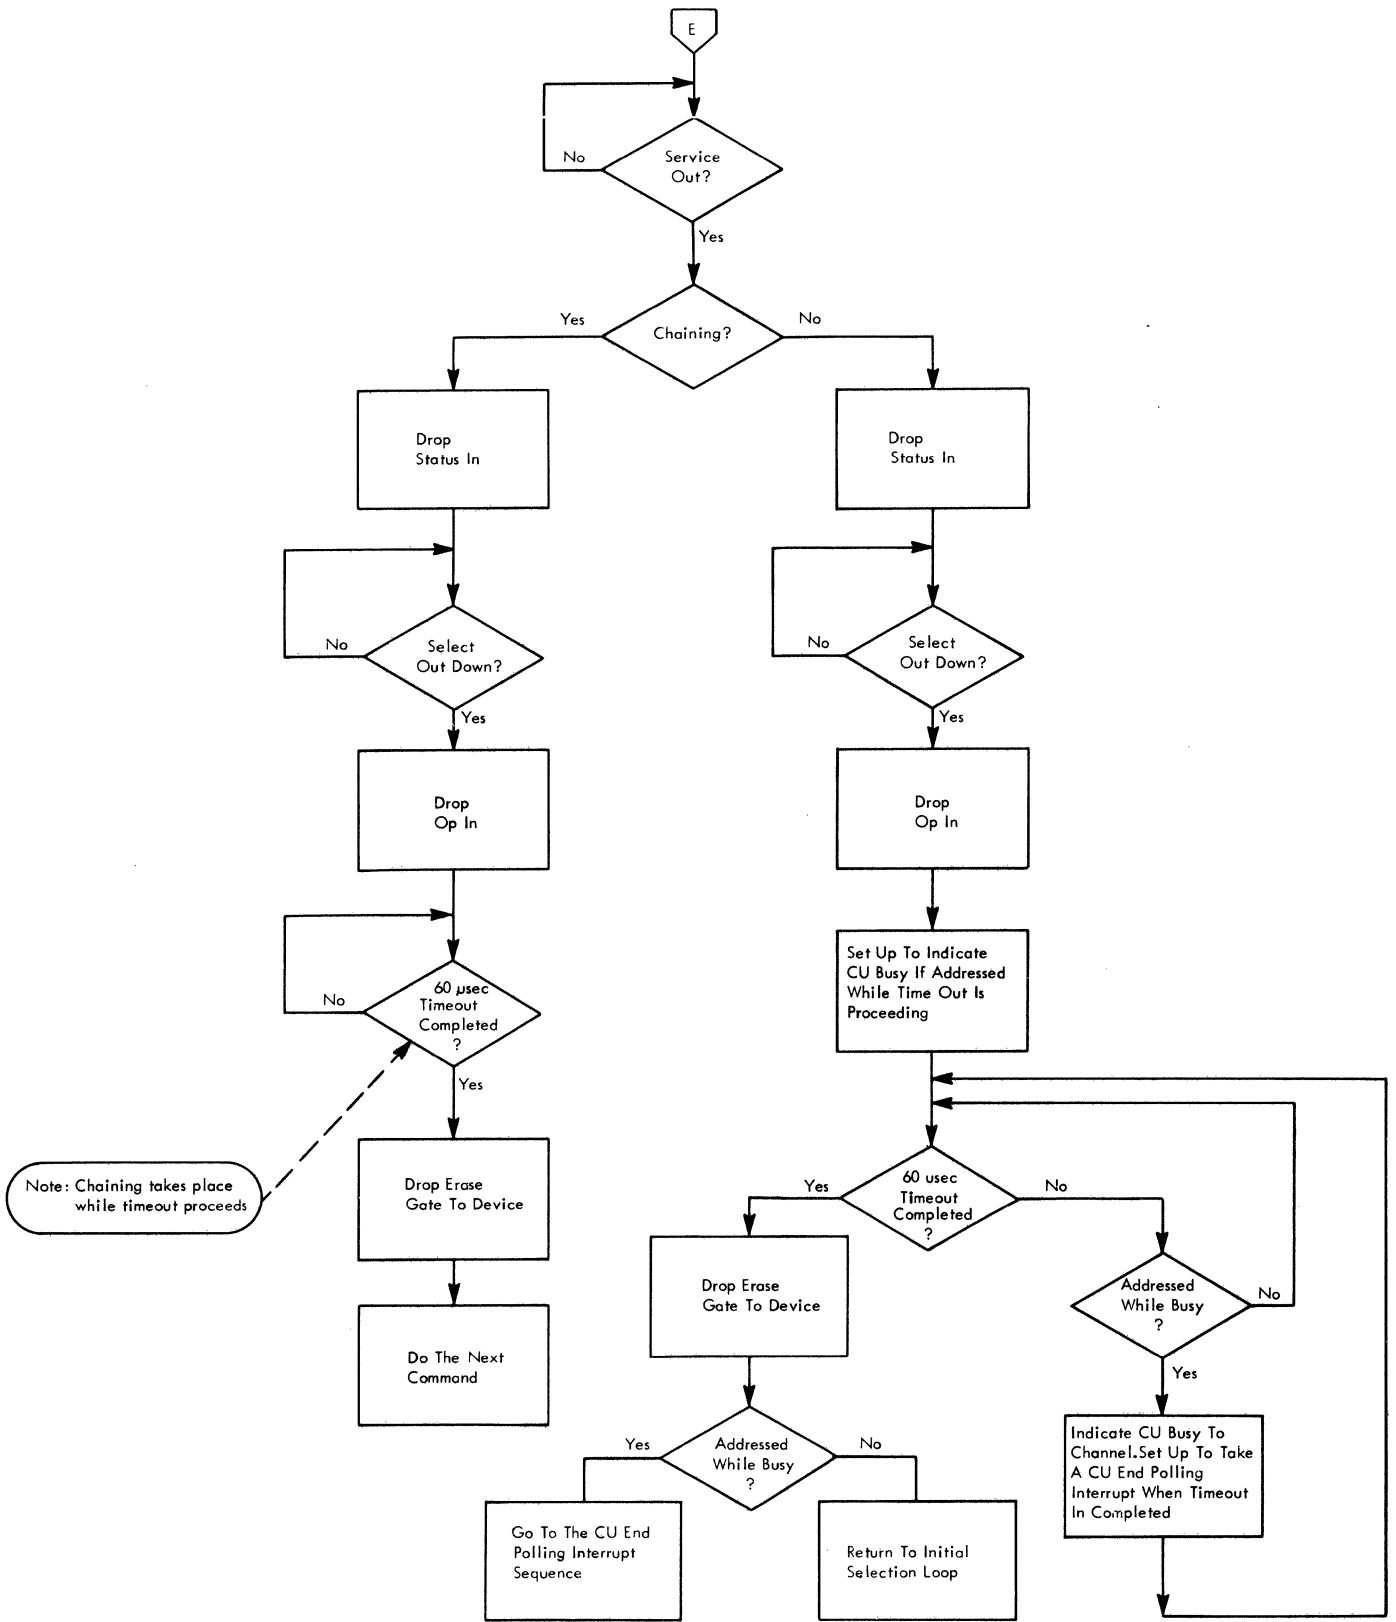 E
Service
Out?
No
Yes
Chaining?
Yes
No
Drop
Status In
Drop
Status In
Select
Out Down?
No
Yes
Select
Out Down?
No
Yes
Drop
Op In
Drop
Op In
Set Up To Indicate
CU Busy If Addressed
While Time Out Is
Proceeding
60 µsec
Timeout
Completed
?
No
Yes
Note: Chaining takes place
while timeout proceeds
Drop Erase
Gate To Device
Do The Next
Command
60 usec
Timeout
Completed
?
Yes
No
Drop Erase
Gate To Device
Addressed
While Busy
?
No
Yes
Addressed
While Busy
?
Yes
No
Indicate CU Busy To
Channel.Set Up To Take
A CU End Polling
Interrupt When Timeout
In Completed
Go To The CU End
Polling Interrupt
Sequence
Return To Initial
Selection Loop